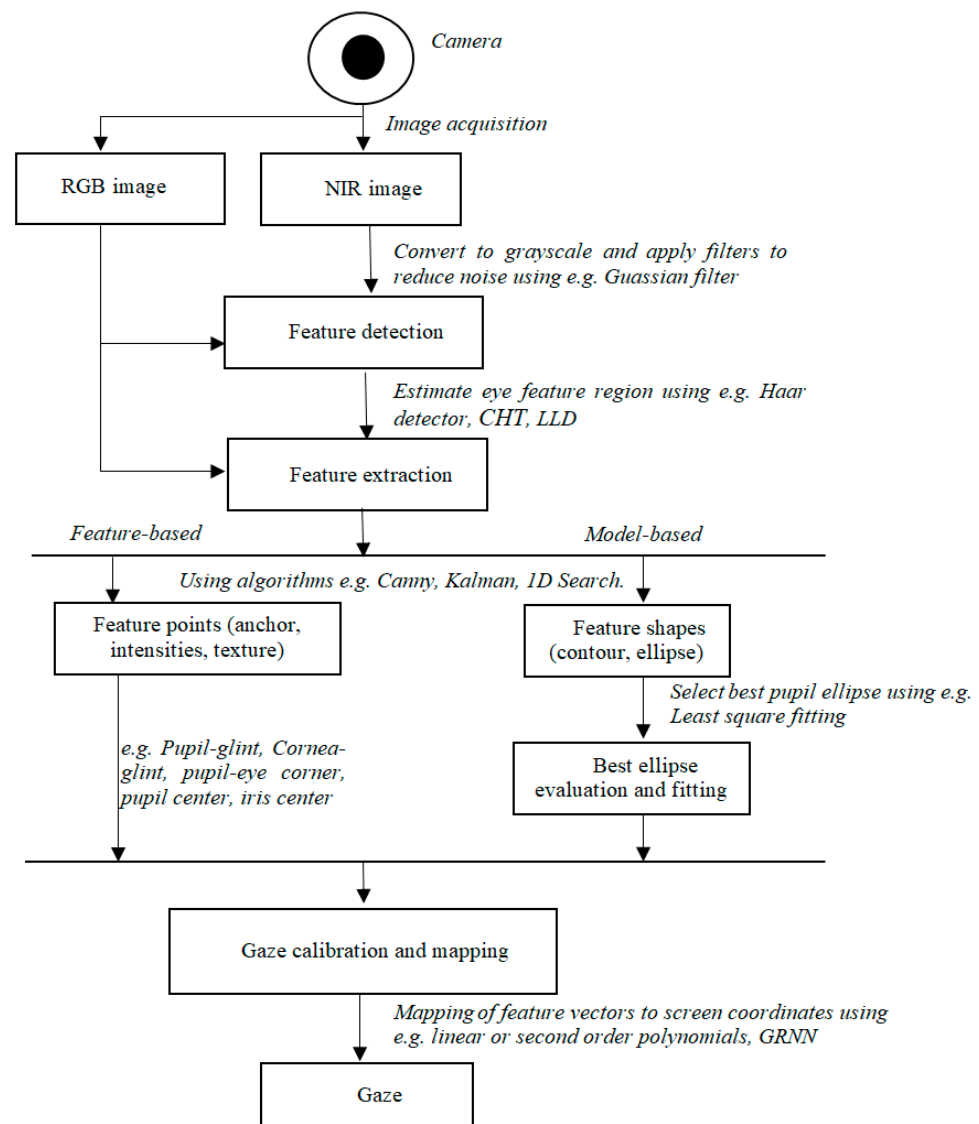 Camera
Image acquisition
RGB image
NIR image
Convert to grayscale and apply filters to
reduce noise using e.g. Guassian filter
Feature detection
Estimate eye feature region using e.g. Haar
detector, CHT, LLD
Feature extraction
Feature-based
Model-based
Using algorithms e.g. Canny, Kalman, 1D Search.
Feature points (anchor,
intensities, texture)
Feature shapes
(contour, ellipse)
Select best pupil ellipse using e.g.
Least square fitting
e.g. Pupil-glint, Cornea-
glint, pupil-eye corner,
pupil center, iris center
Best ellipse
evaluation and fitting
Gaze calibration and mapping
Mapping of feature vectors to screen coordinates using
e.g. linear or second order polynomials, GRNN
Gaze